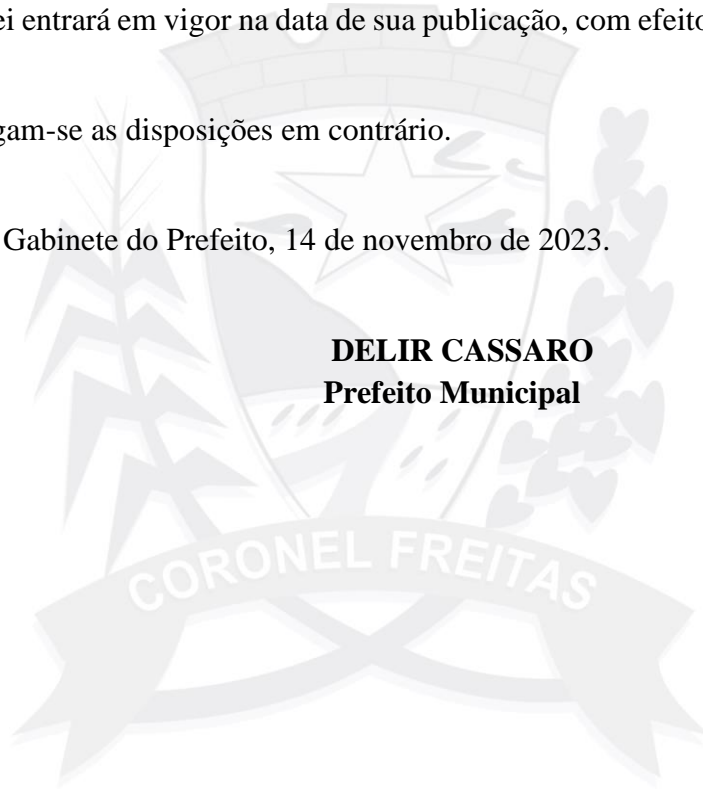 ei entrará em vigor na data de sua publicação, com efeito
gam-se as disposições em contrário.
Gabinete do Prefeito, 14 de novembro de 2023.
DELIR CASSARO
Prefeito Municipal
CORONEL FREITAS